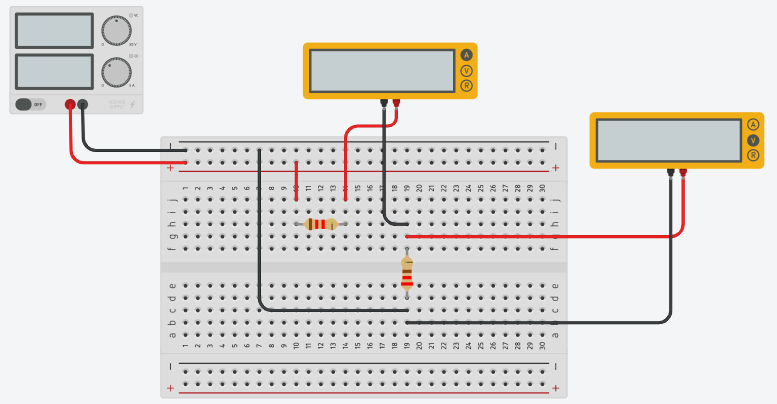 OFF
VOLTAGE
SUPPLY
A
V
R
A
V
R
− −
+ +
1 2 3 4 5 6 7 8 9 10 11 12 13 14 15 16 17 18 19 20 21 22 23 24 25 26 27 28 29 30
j j
i i
h h
g g
f f
e e
d d
c c
b b
a a
1 2 3 4 5 6 7 8 9 10 11 12 13 14 15 16 17 18 19 20 21 22 23 24 25 26 27 28 29 30
− −
+ +